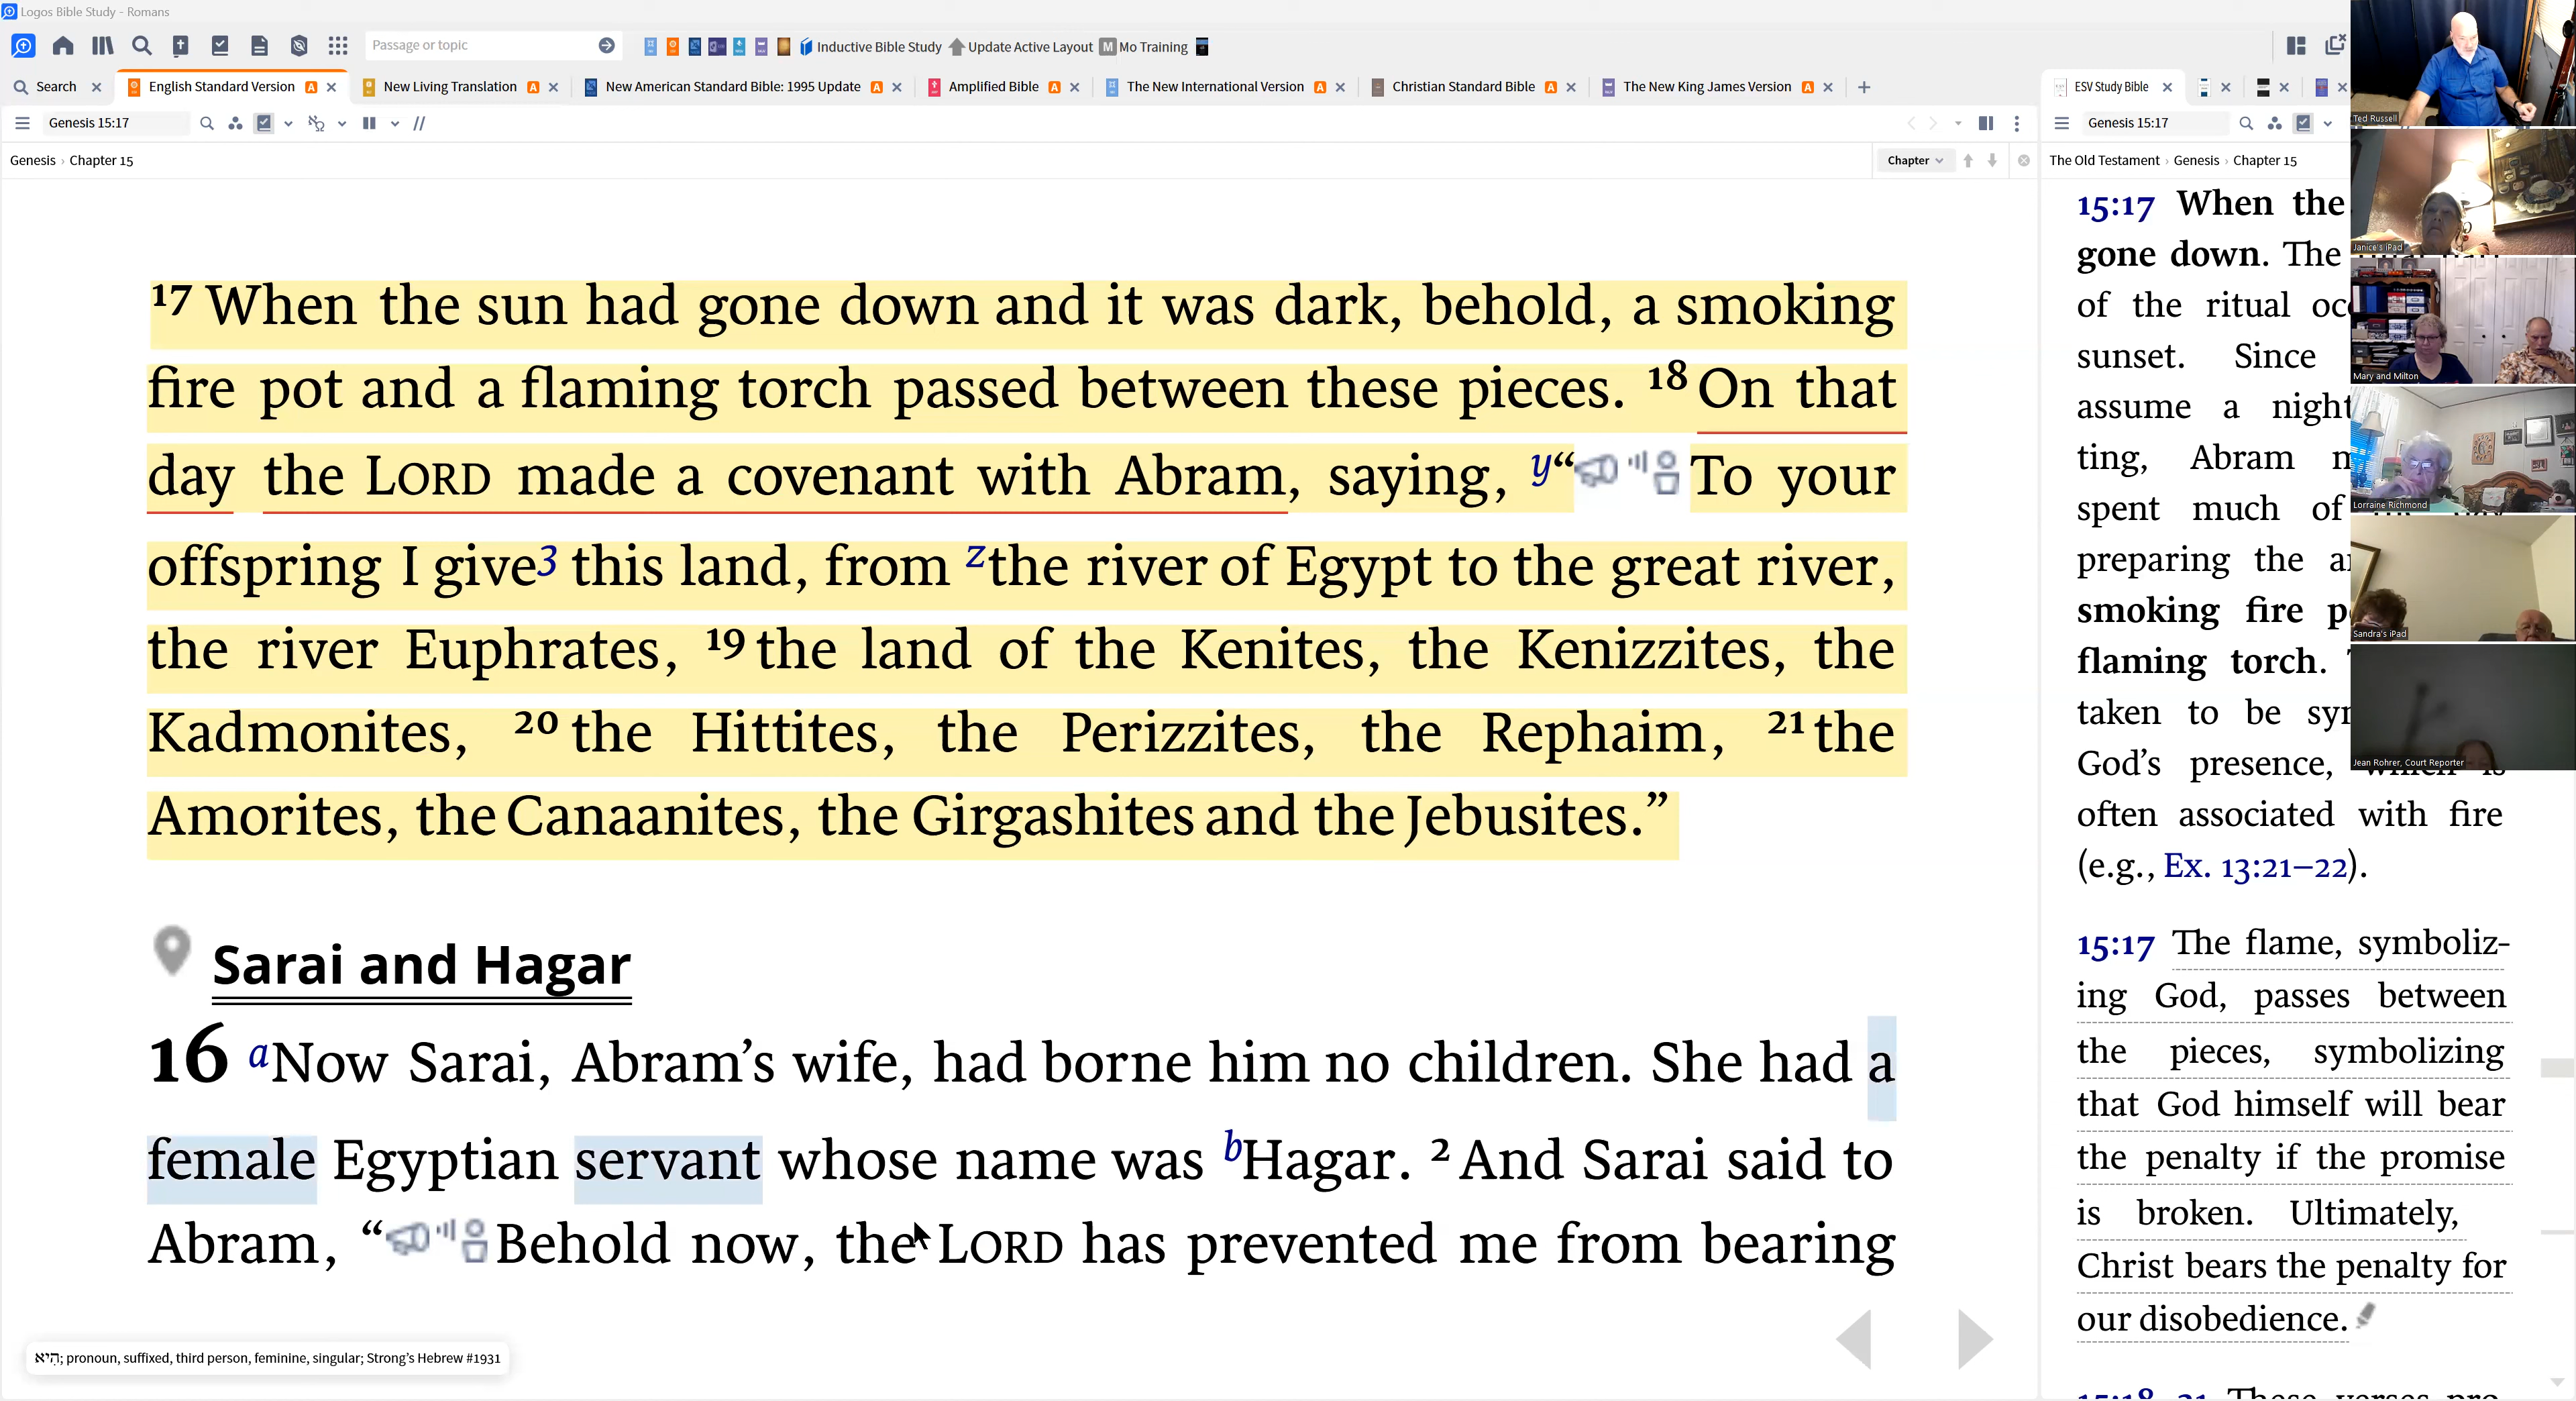 Logos Bible Study - Romans
Passage or topic
Inductive Bible Study
Update Active Layout
M Mo Training
Search
English Standard Version A
New Living Translation A
New American Standard Bible: 1995 Update A
Amplified Bible A
The New International Version A
Christian Standard Bible A
The New King James Version A
ESV Study Bible
Genesis 15:17
Genesis 15:17
Genesis › Chapter 15
Chapter
The Old Testament › Genesis › Chapter 15
17 When the sun had gone down and it was dark, behold, a smoking
fire pot and a flaming torch passed between these pieces. 18 On that
day the LORD made a covenant with Abram, saying, y“To your
offspring I give3 this land, from zthe river of Egypt to the great river,
the river Euphrates, 19 the land of the Kenites, the Kenizzites, the
Kadmonites, 20 the Hittites, the Perizzites, the Rephaim, 21 the
Amorites, the Canaanites, the Girgashites and the Jebusites.”
Sarai and Hagar
16 aNow Sarai, Abram’s wife, had borne him no children. She had a
female Egyptian servant whose name was bHagar. 2 And Sarai said to
Abram, “Behold now, the LORD has prevented me from bearing
הִיא; pronoun, suffixed, third person, feminine, singular; Strong’s Hebrew #1931
15:17 When the
gone down. The
of the ritual
sunset. Since
assume a night
ting, Abram
spent much of
preparing the
smoking fire
flaming torch.
taken to be
God’s presence, which is
often associated with fire
(e.g., Ex. 13:21–22).
15:17 The flame, symboliz-
ing God, passes between
the pieces, symbolizing
that God himself will bear
the penalty if the promise
is broken. Ultimately,
Christ bears the penalty for
our disobedience.
15:18–21 These verses
Ted Russell
Janice's iPad
Mary and Milton
Lorraine Richmond
Sandra's iPad
Jean Rohrer, Court Reporter